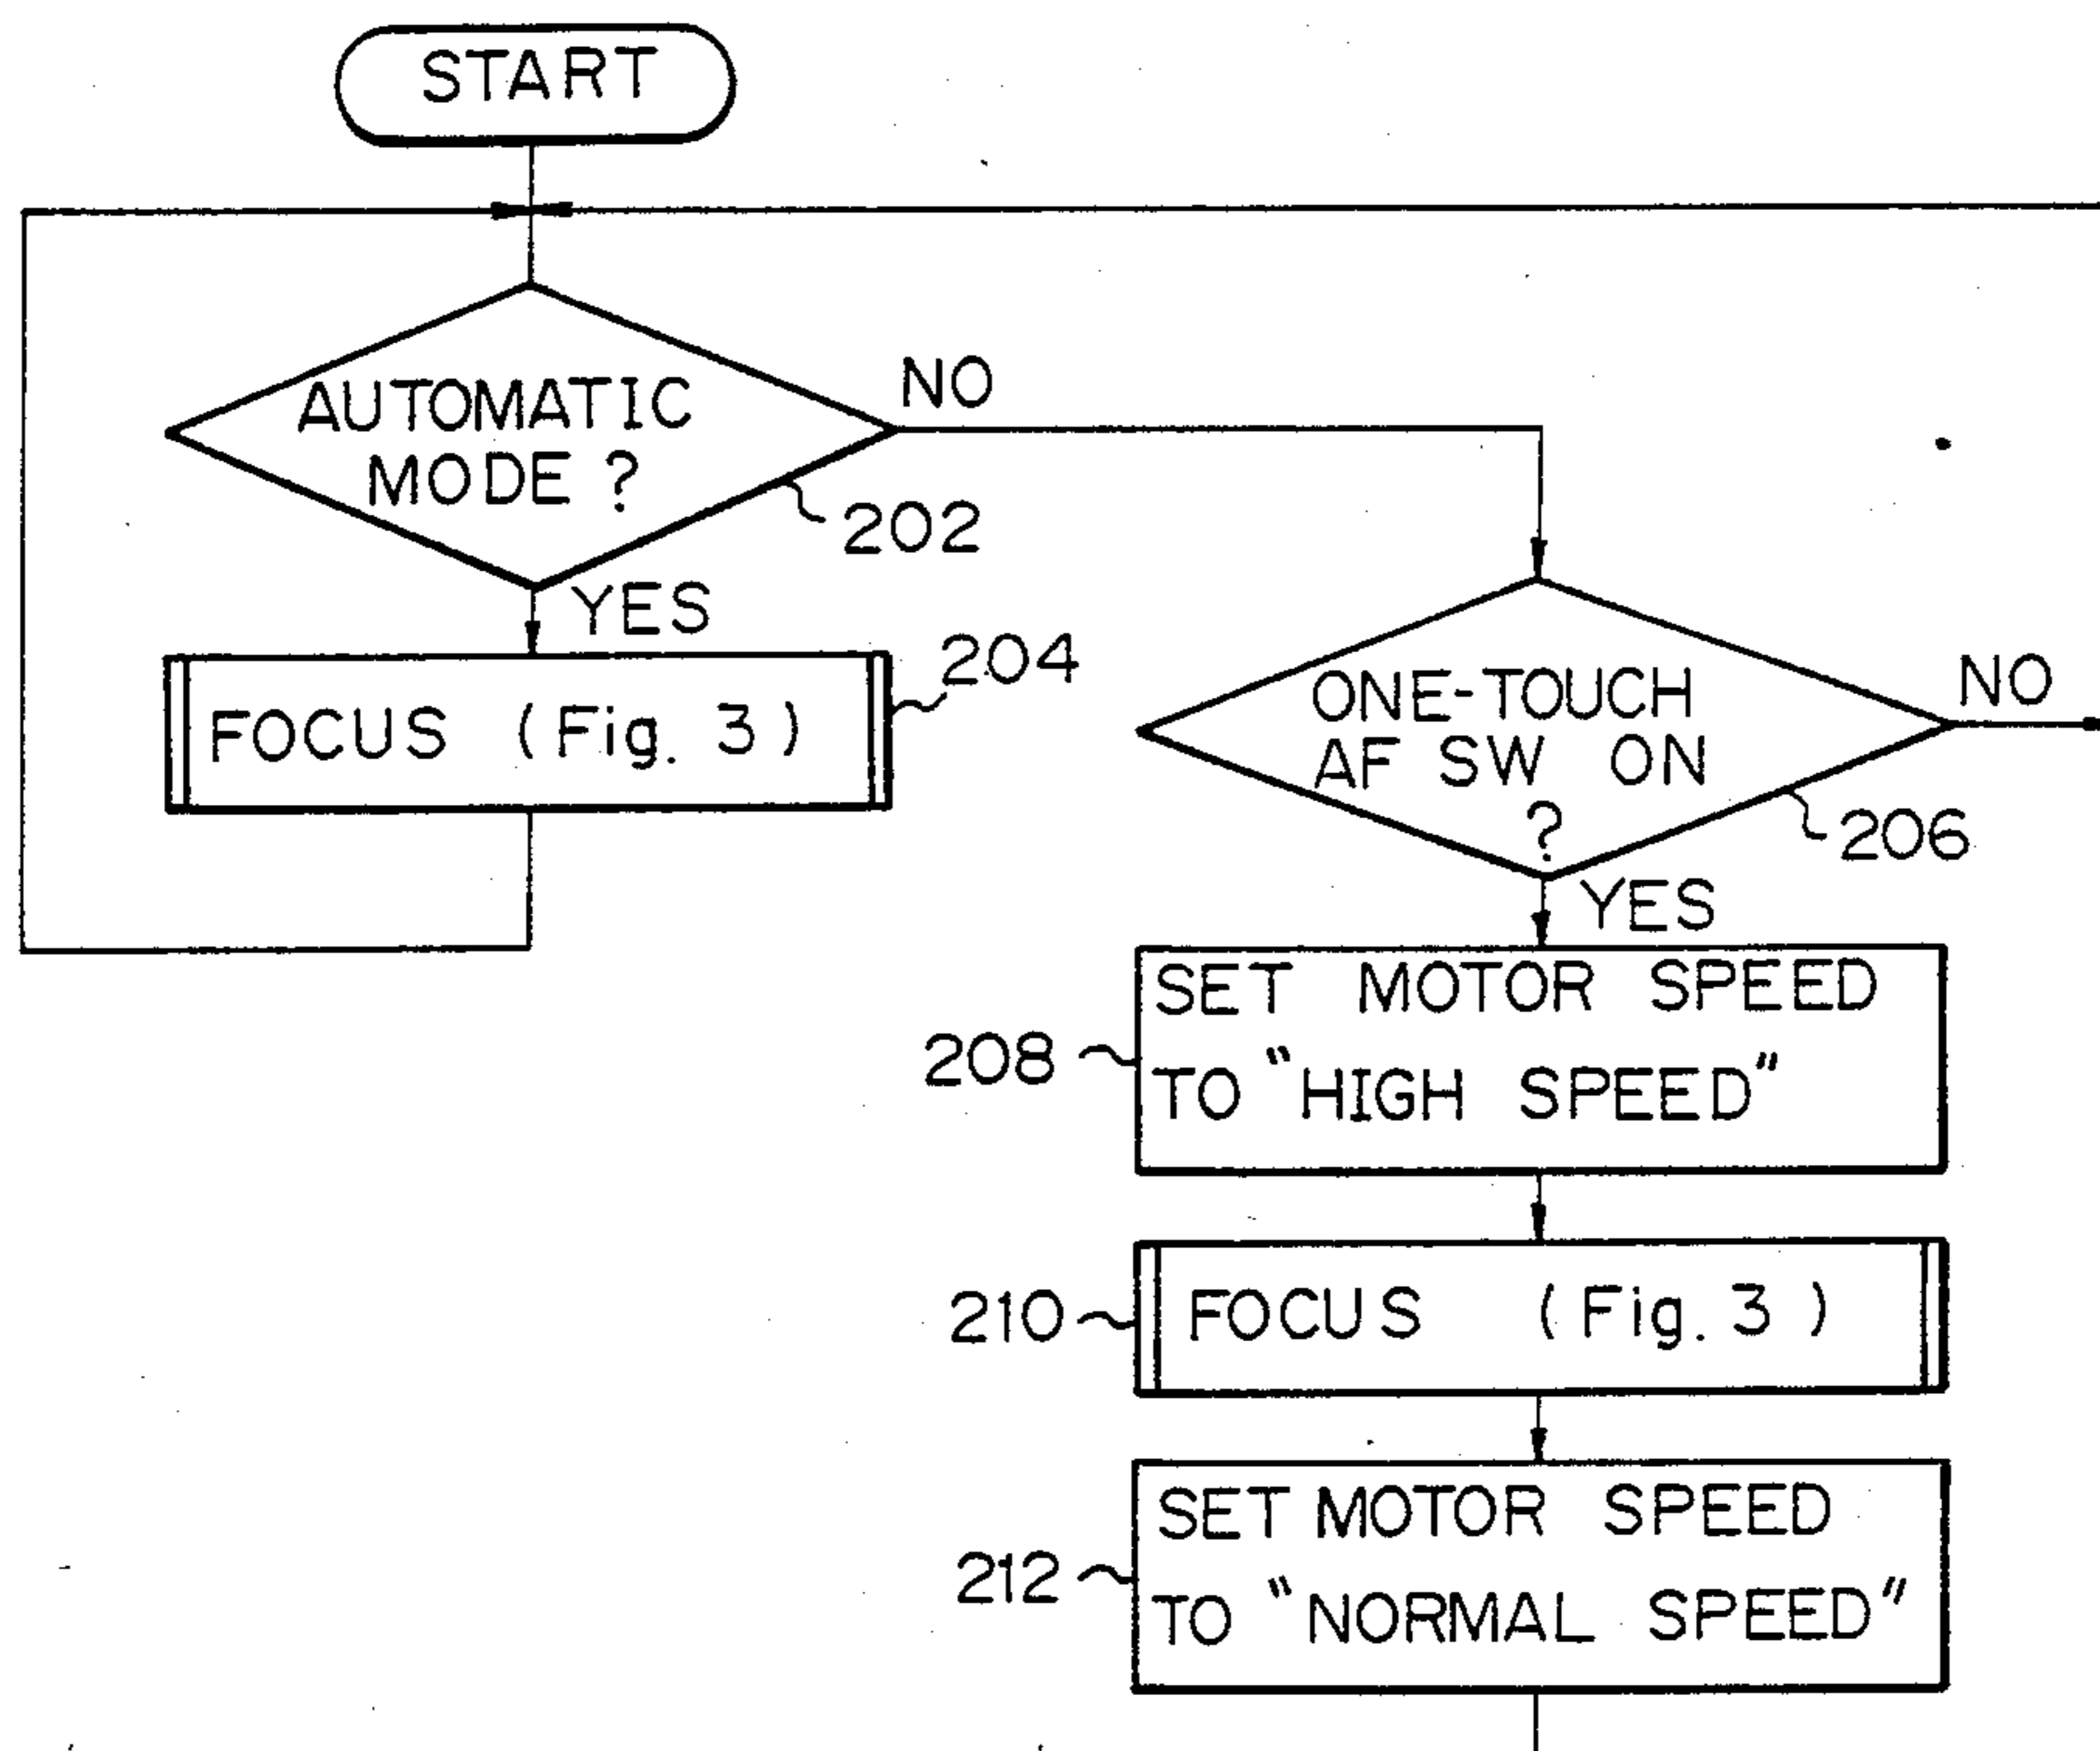 START
AUTOMATIC
MODE ?
NO
202
YES
204
FOCUS (Fig. 3)
ONE-TOUCH
AF SW ON
?
NO
206
YES
SET MOTOR SPEED
TO "HIGH SPEED"
208
FOCUS (Fig. 3)
210
SET MOTOR SPEED
TO "NORMAL SPEED"
212